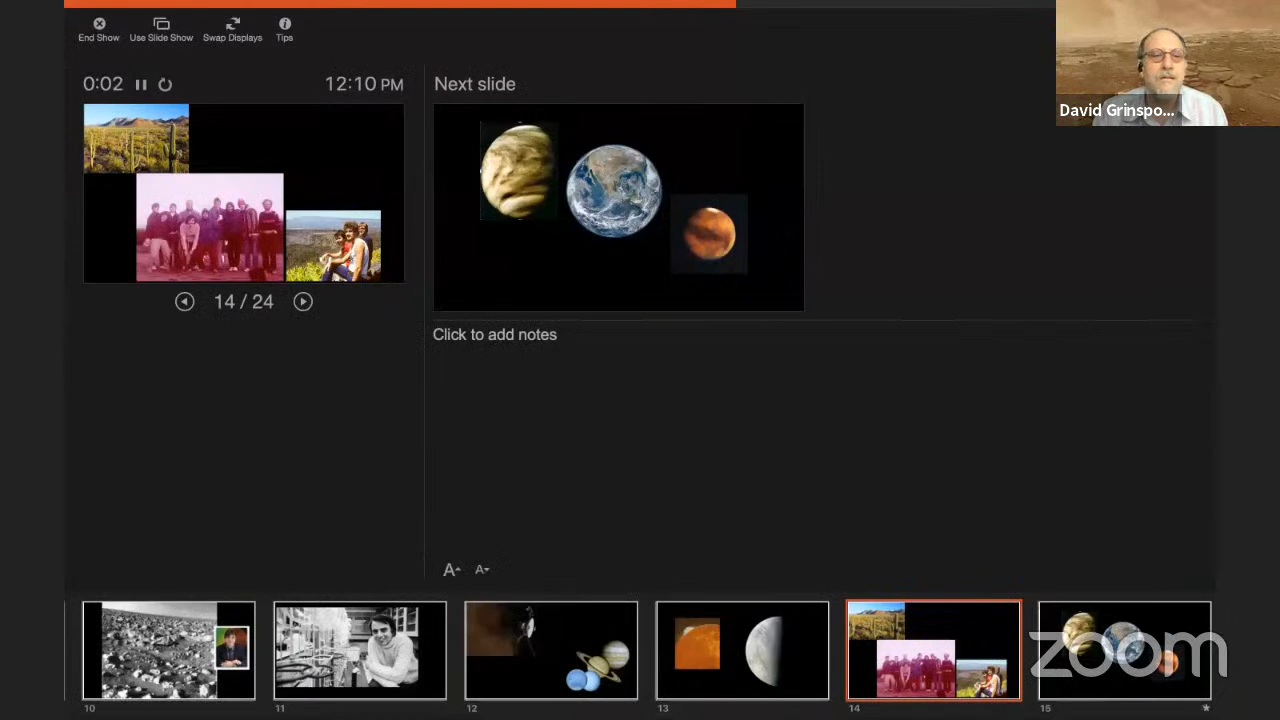 End Show
Use Slide Show
Swap Displays
Tips
0:02
12:10 PM
Next slide
David Grinspo...
14 / 24
Click to add notes
A
A
10
11
12
13
14
15
zoom